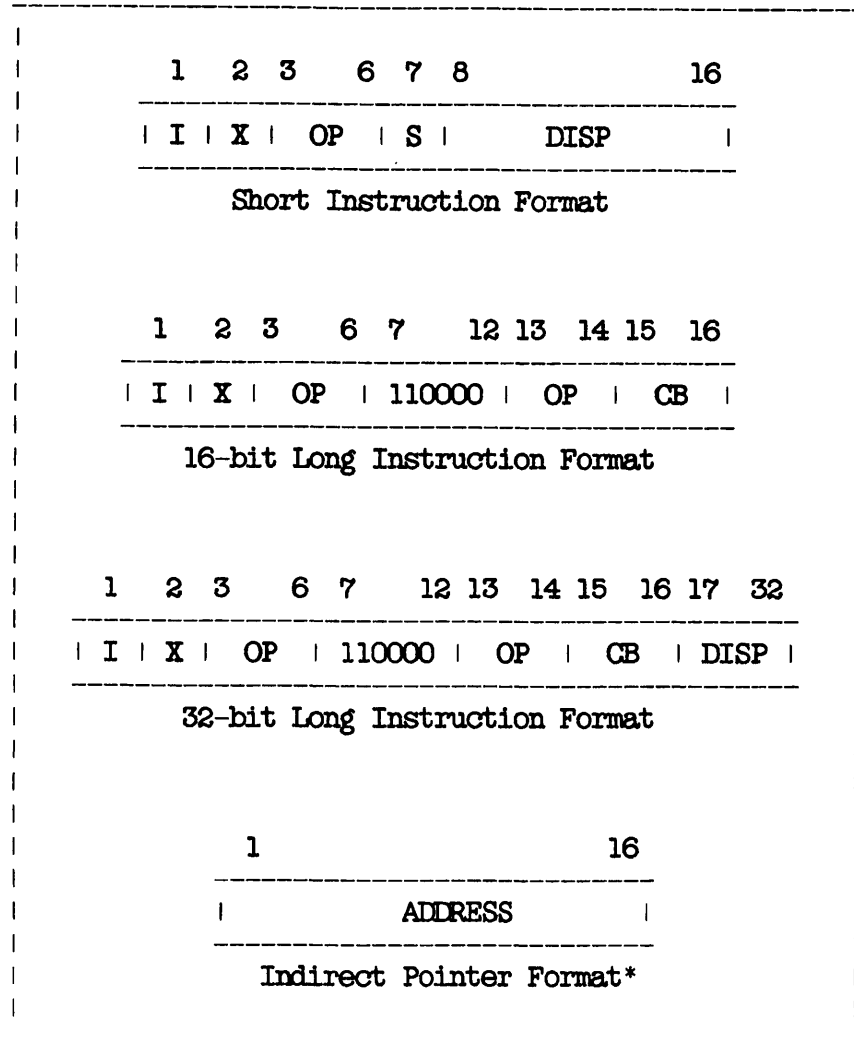 1 2 3 6 7 8 16
| I | X | OP | S | DISP |
Short Instruction Format
1 2 3 6 7 12 13 14 15 16
| I | X | OP | 110000 | OP | CB |
16-bit Long Instruction Format
1 2 3 6 7 12 13 14 15 16 17 32
| I | X | OP | 110000 | OP | CB | DISP |
32-bit Long Instruction Format
1 16
| ADDRESS |
Indirect Pointer Format*